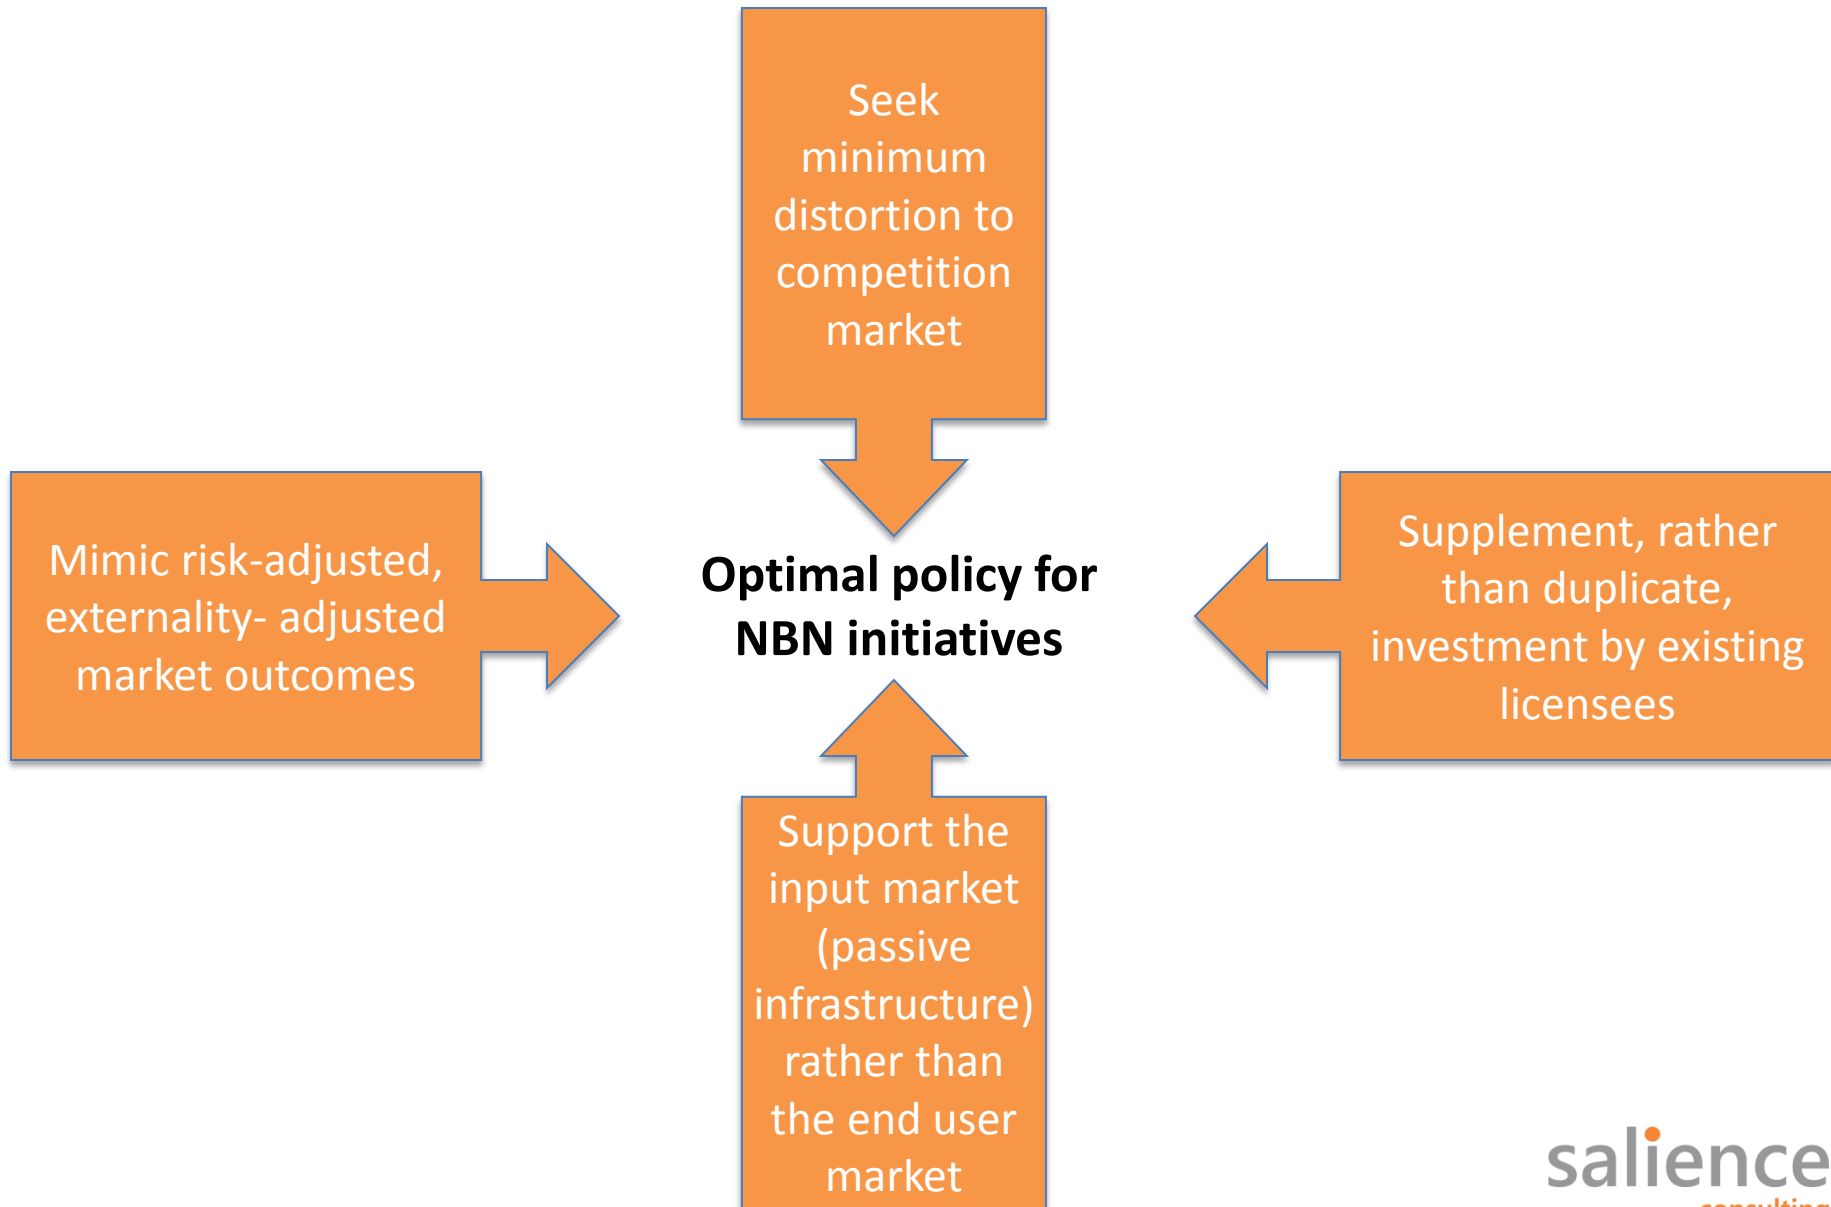 Seek
minimum
distortion to
competition
market
Mimic risk-adjusted,
externality- adjusted
market outcomes
Optimal policy for
NBN initiatives
Supplement, rather
than duplicate,
investment by existing
licensees
Support the
input market
(passive
infrastructure)
rather than
the end user
market
salience
consulting